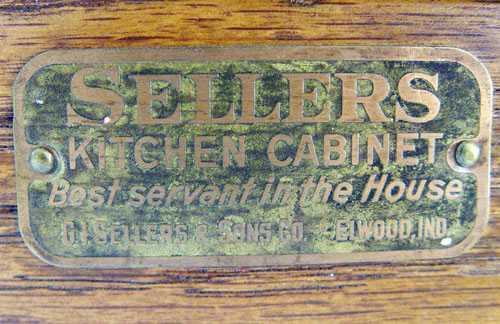 SELLERS
KITCHEN CABINET
Best servant in the House
G.I. SELLERS & SONS CO. - ELWOOD, IND.